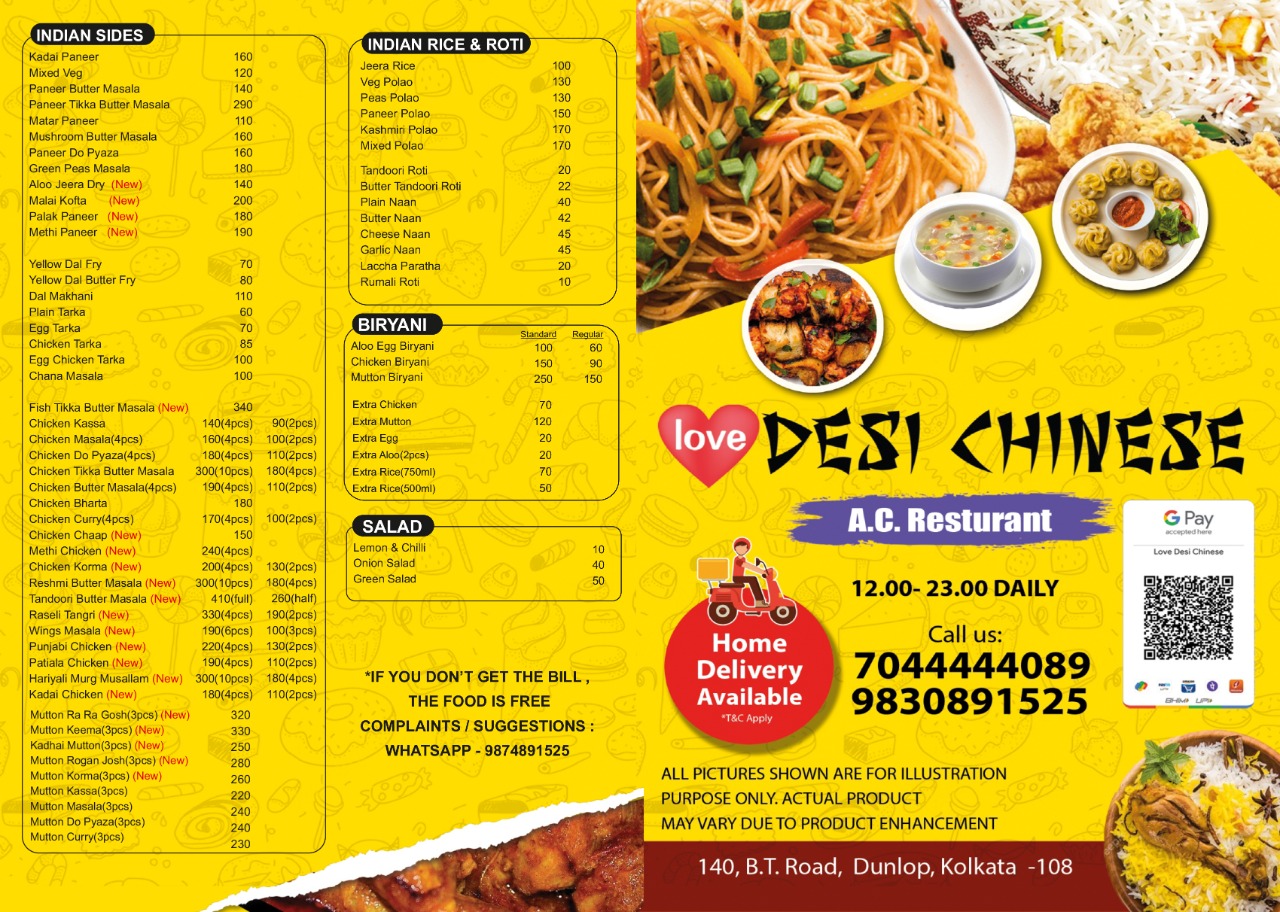 INDIAN SIDES
Kadai Paneer 160
Mixed Veg 120
Paneer Butter Masala 140
Paneer Tikka Butter Masala 290
Matar Paneer 110
Mushroom Butter Masala 160
Paneer Do Pyaza 160
Green Peas Masala 180
Aloo Jeera Dry (New) 140
Malai Kofta (New) 200
Palak Paneer (New) 180
Methi Paneer (New) 190
Yellow Dal Fry 70
Yellow Dal Butter Fry 80
Dal Makhani 110
Plain Tarka 60
Egg Tarka 70
Chicken Tarka 85
Egg Chicken Tarka 100
Chana Masala 100
Fish Tikka Butter Masala (New) 340
Chicken Kassa 140(4pcs) 90(2pcs)
Chicken Masala(4pcs) 160(4pcs) 100(2pcs)
Chicken Do Pyaza(4pcs) 180(4pcs) 110(2pcs)
Chicken Tikka Butter Masala 300(10pcs) 180(4pcs)
Chicken Butter Masala(4pcs) 190(4pcs) 110(2pcs)
Chicken Bharta 180
Chicken Curry(4pcs) 170(4pcs) 100(2pcs)
Chicken Chaap (New) 150
Methi Chicken (New) 240(4pcs)
Chicken Korma (New) 200(4pcs) 130(2pcs)
Reshmi Butter Masala (New) 300(10pcs) 180(4pcs)
Tandoori Butter Masala (New) 410(full) 260(half)
Raseli Tangri (New) 330(4pcs) 190(2pcs)
Wings Masala (New) 190(6pcs) 100(3pcs)
Punjabi Chicken (New) 220(4pcs) 130(2pcs)
Patiala Chicken (New) 190(4pcs) 110(2pcs)
Hariyali Murg Musallam (New) 300(10pcs) 180(4pcs)
Kadai Chicken (New) 180(4pcs) 110(2pcs)
Mutton Ra Ra Gosh(3pcs) (New) 320
Mutton Keema(3pcs) (New) 330
Kadhai Mutton(3pcs) (New) 250
Mutton Rogan Josh(3pcs) (New) 280
Mutton Korma(3pcs) (New) 260
Mutton Kassa(3pcs) 220
Mutton Masala(3pcs) 240
Mutton Do Pyaza(3pcs) 240
Mutton Curry(3pcs) 230
INDIAN RICE & ROTI
Jeera Rice 100
Veg Polao 130
Peas Polao 130
Paneer Polao 150
Kashmiri Polao 170
Mixed Polao 170
Tandoori Roti 20
Butter Tandoori Roti 22
Plain Naan 40
Butter Naan 42
Cheese Naan 45
Garlic Naan 45
Laccha Paratha 20
Rumali Roti 10
BIRYANI
Standard Regular
Aloo Egg Biryani 100 60
Chicken Biryani 150 90
Mutton Biryani 250 150
Extra Chicken 70
Extra Mutton 120
Extra Egg 20
Extra Aloo(2pcs) 20
Extra Rice(750ml) 70
Extra Rice(500ml) 50
SALAD
Lemon & Chilli 10
Onion Salad 40
Green Salad 50
*IF YOU DON'T GET THE BILL ,
THE FOOD IS FREE
COMPLAINTS / SUGGESTIONS :
WHATSAPP - 9874891525
love DESI CHINESE
A.C. Resturant
G Pay
accepted here
Love Desi Chinese
BHIM UPI
12.00- 23.00 DAILY
Call us:
7044444089
9830891525
Home
Delivery
Available
*T&C Apply
ALL PICTURES SHOWN ARE FOR ILLUSTRATION
PURPOSE ONLY. ACTUAL PRODUCT
MAY VARY DUE TO PRODUCT ENHANCEMENT
140, B.T. Road, Dunlop, Kolkata -108